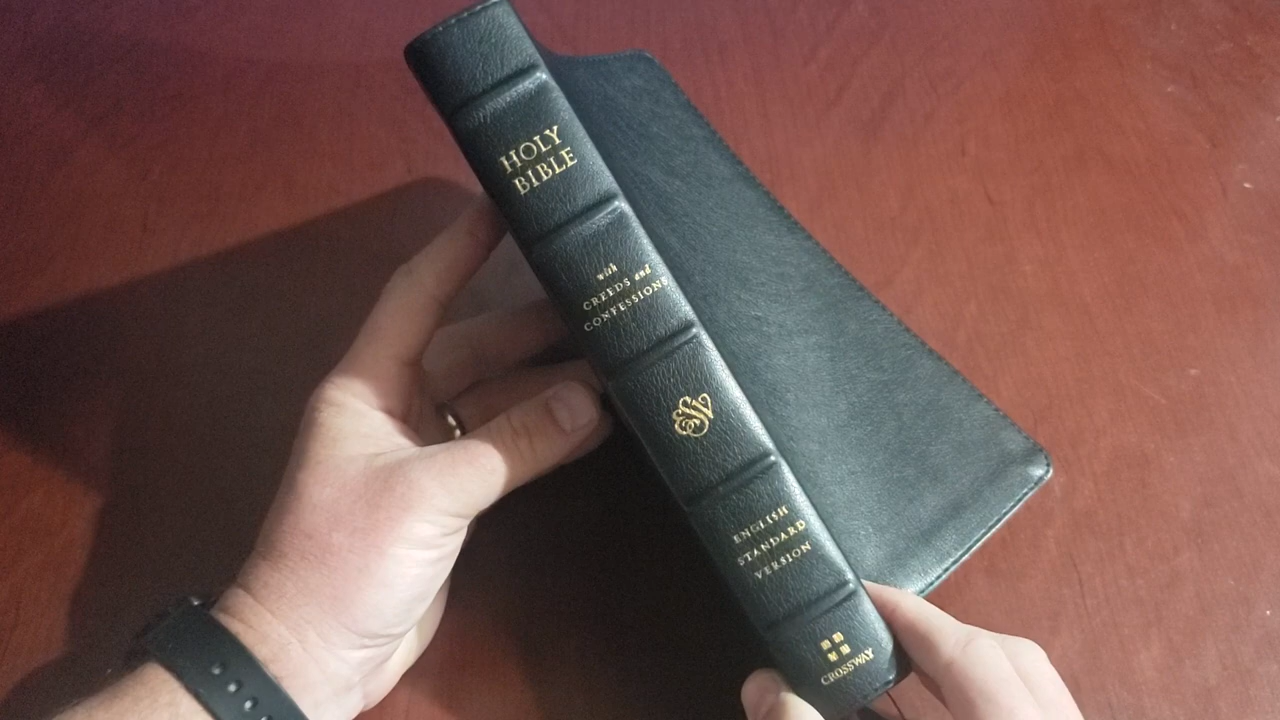 HOLY
BIBLE
with
CREEDS and
CONFESSIONS
ESV
ENGLISH
STANDARD
VERSION
CROSSWAY